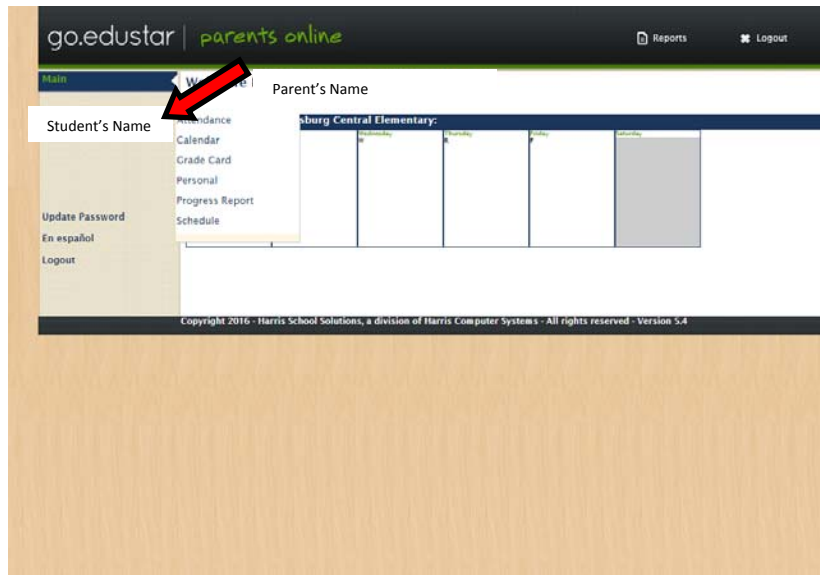 go.edustar | parents online
Reports
Logout
Main
Parent's Name
Student's Name
Attendance
sburg Central Elementary:
Wednesday
Thursday
Friday
Saturday
Calendar
Grade Card
Personal
Progress Report
Schedule
Update Password
En español
Logout
Copyright 2016 - Harris School Solutions, a division of Harris Computer Systems - All rights reserved - Version 5.4